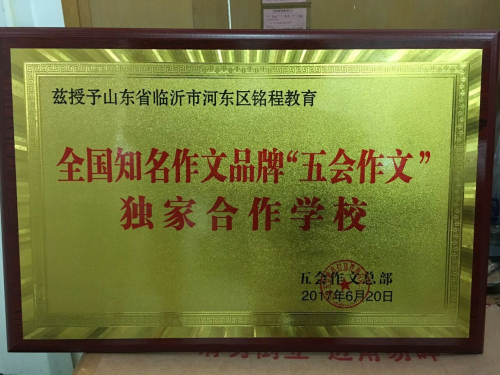 兹授予山东省临沂市河东区铭程教育
全国知名作文品牌“五会作文”
独家合作学校
五会作文总部
2017年6月20日